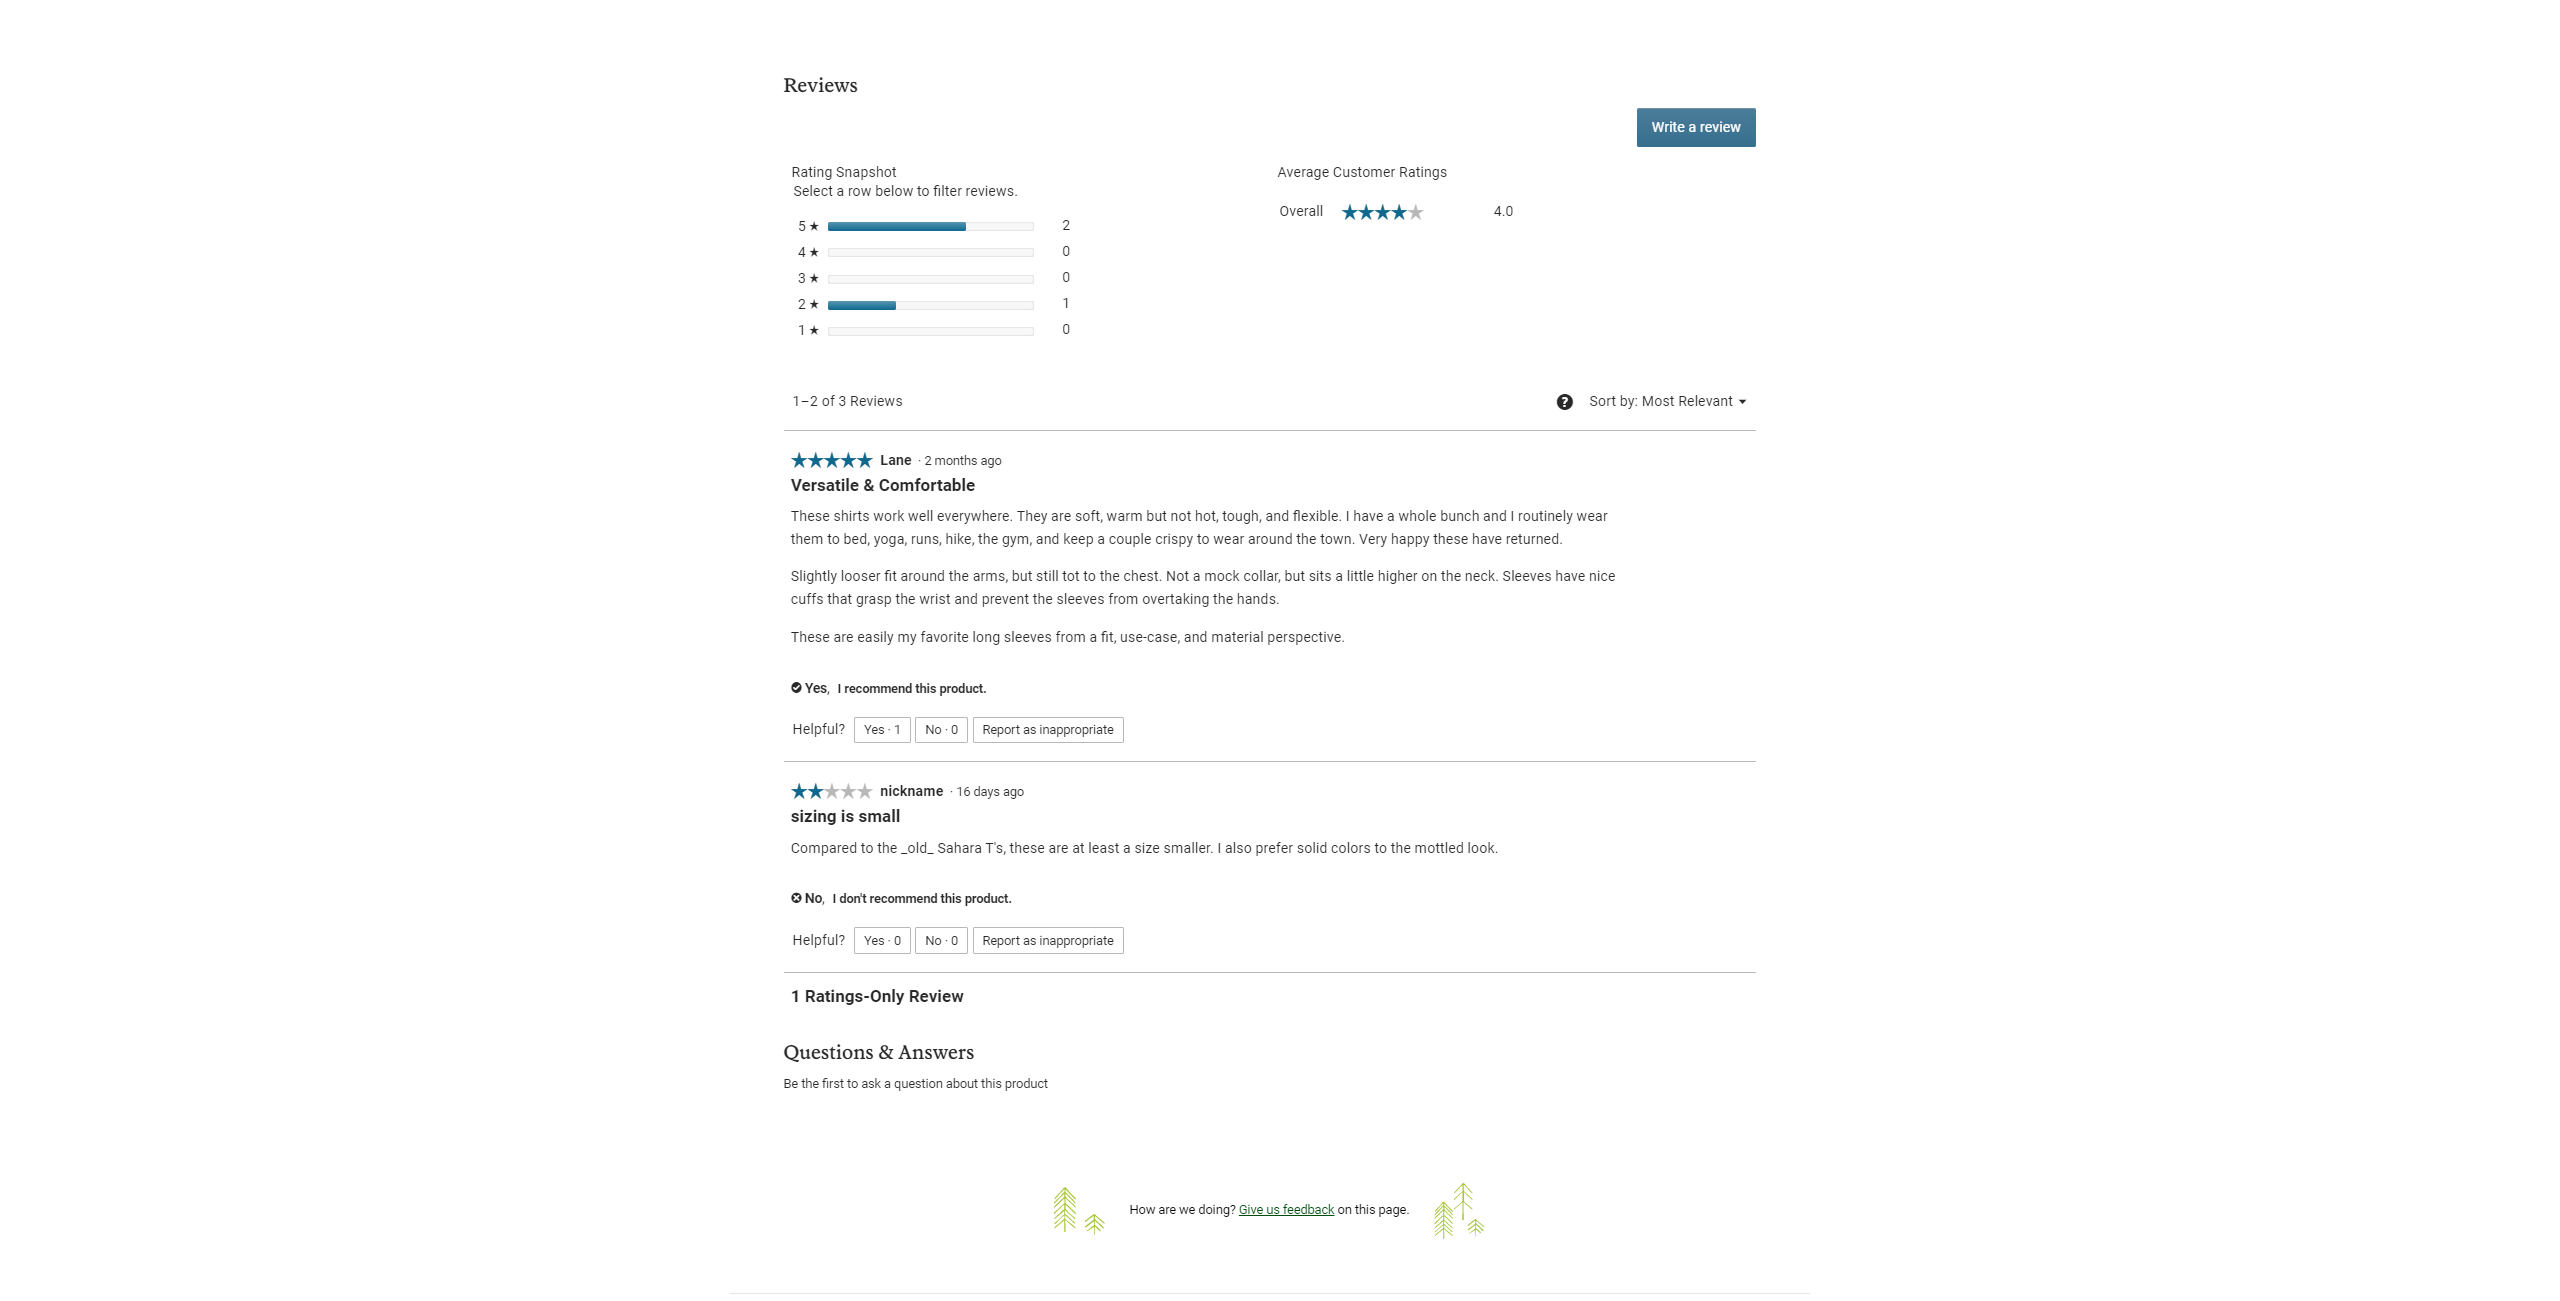 Reviews
Write a review
Rating Snapshot
Select a row below to filter reviews.
5 ★ 2
4 ★ 0
3 ★ 0
2 ★ 1
1 ★ 0
Average Customer Ratings
Overall 4.0
1–2 of 3 Reviews
? Sort by: Most Relevant ▼
Lane · 2 months ago
Versatile & Comfortable
These shirts work well everywhere. They are soft, warm but not hot, tough, and flexible. I have a whole bunch and I routinely wear
them to bed, yoga, runs, hike, the gym, and keep a couple crispy to wear around the town. Very happy these have returned.
Slightly looser fit around the arms, but still tot to the chest. Not a mock collar, but sits a little higher on the neck. Sleeves have nice
cuffs that grasp the wrist and prevent the sleeves from overtaking the hands.
These are easily my favorite long sleeves from a fit, use-case, and material perspective.
Yes, I recommend this product.
Helpful? Yes · 1 No · 0 Report as inappropriate
nickname · 16 days ago
sizing is small
Compared to the _old_ Sahara T's, these are at least a size smaller. I also prefer solid colors to the mottled look.
No, I don't recommend this product.
Helpful? Yes · 0 No · 0 Report as inappropriate
1 Ratings-Only Review
Questions & Answers
Be the first to ask a question about this product
How are we doing? Give us feedback on this page.